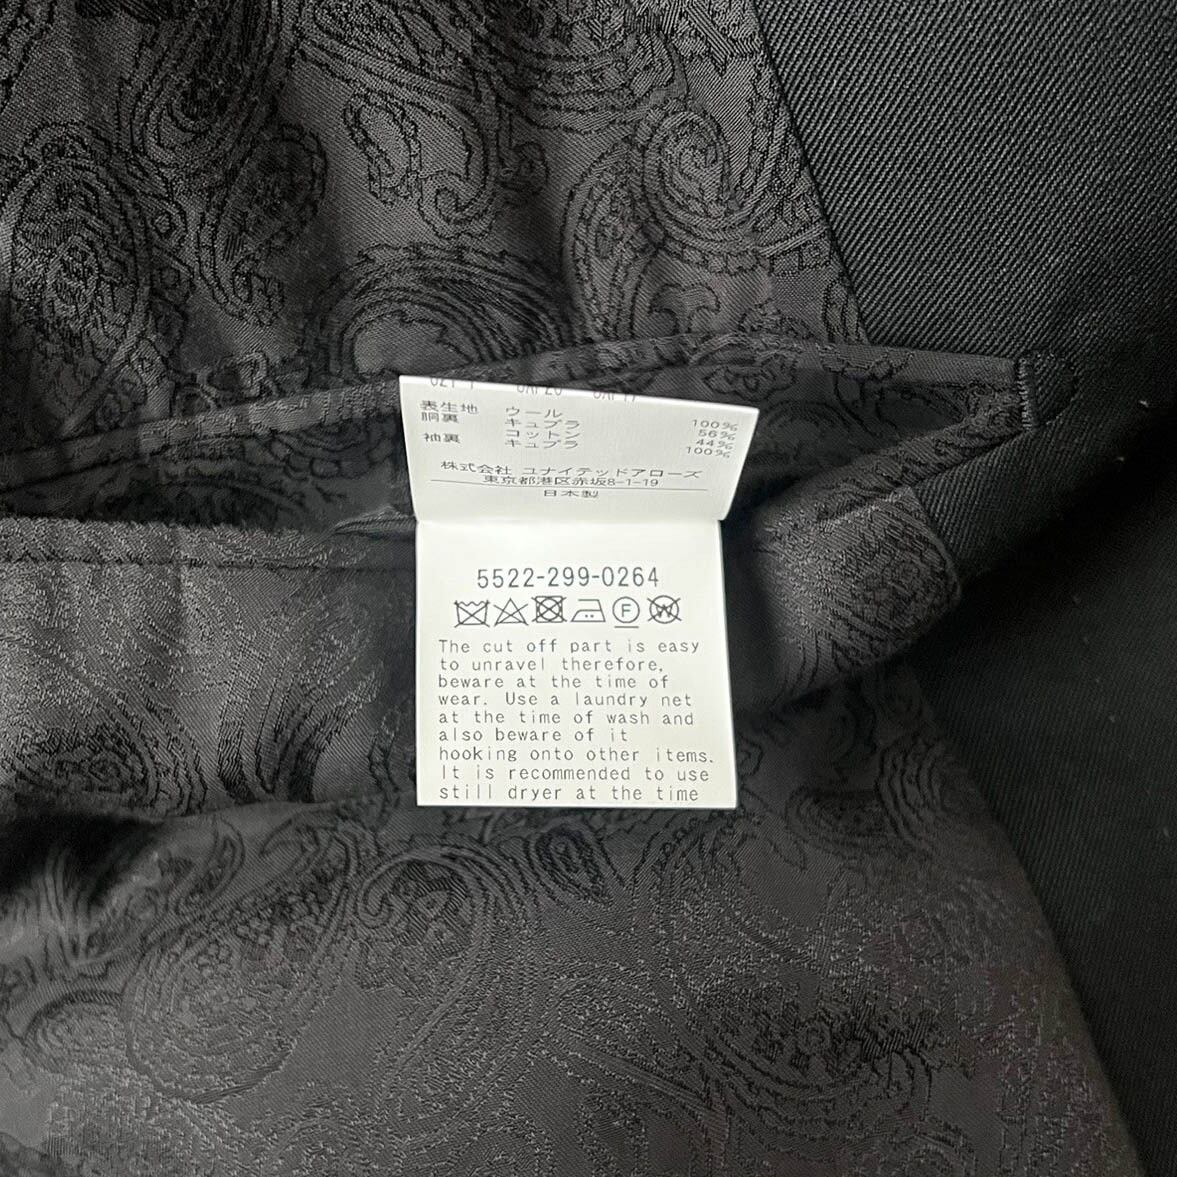 表生地 ウール 100%
胴裏 キュプラ 56%
コットン 44%
袖裏 キュプラ 100%
株式会社 ユナイテッドアローズ
東京都港区赤坂8-1-19
日本製
5522-299-0264
F W
The cut off part is easy
to unravel therefore,
beware at the time of
wear. Use a laundry net
at the time of wash and
also beware of it
hooking onto other items.
It is recommended to use
still dryer at the time